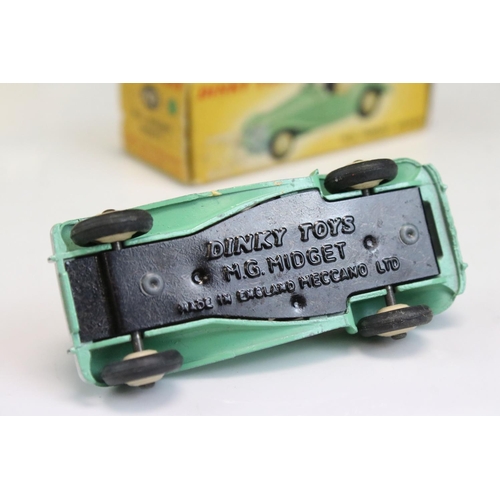 DINKY TOYS
M.G. MIDGET
MADE IN ENGLAND MECCANO LTD